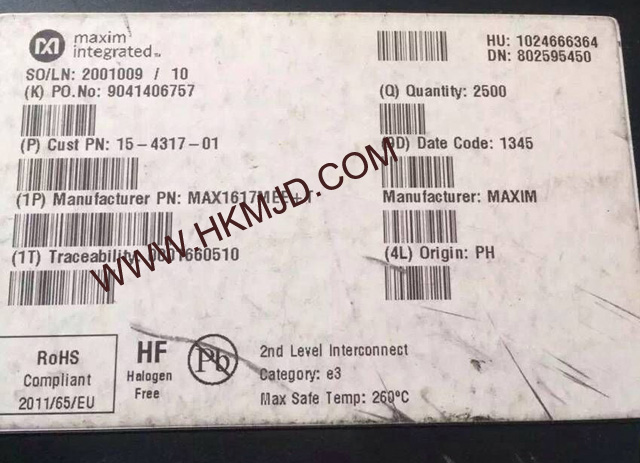 maxim
integrated™
HU: 1024666364
DN: 802595450
SO/LN: 2001009 / 10
(K) PO.No: 9041406757
(Q) Quantity: 2500
(P) Cust PN: 15-4317-01
Date Code: 1345
(1P) Manufacturer PN:
Manufacturer: MAXIM
(1T) Traceability:
(4L) Origin: PH
WWW.HKMJD.COM
RoHS
Compliant
2011/65/EU
HF
Halogen
Free
Pb
2nd Level Interconnect
Category: e3
Max Safe Temp: 260ºC